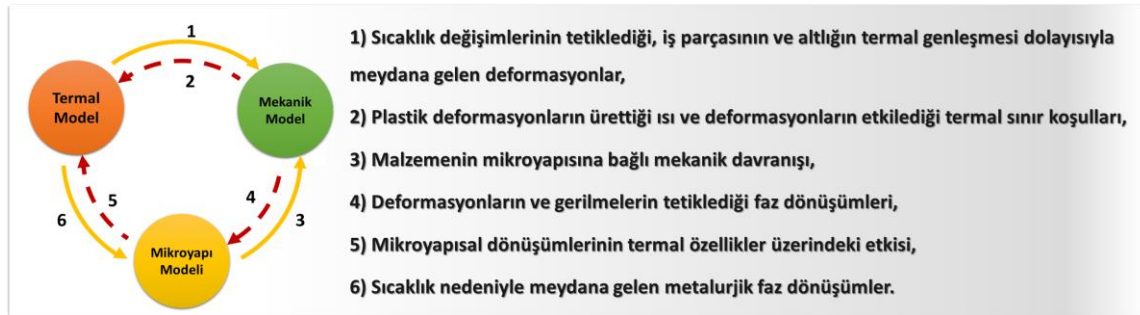 1
2
Termal
Model
Mekanik
Model
5
4
6
3
Mikroyapı
Modeli
1) Sıcaklık değişimlerinin tetiklediği, iş parçasının ve altlığın termal genleşmesi dolayısıyla
meydana gelen deformasyonlar,
2) Plastik deformasyonların ürettiği ısı ve deformasyonların etkilediği termal sınır koşulları,
3) Malzemenin mikroyapısına bağlı mekanik davranışı,
4) Deformasyonların ve gerilmelerin tetiklediği faz dönüşümleri,
5) Mikroyapısal dönüşümlerinin termal özellikler üzerindeki etkisi,
6) Sıcaklık nedeniyle meydana gelen metalurjik faz dönüşümler.